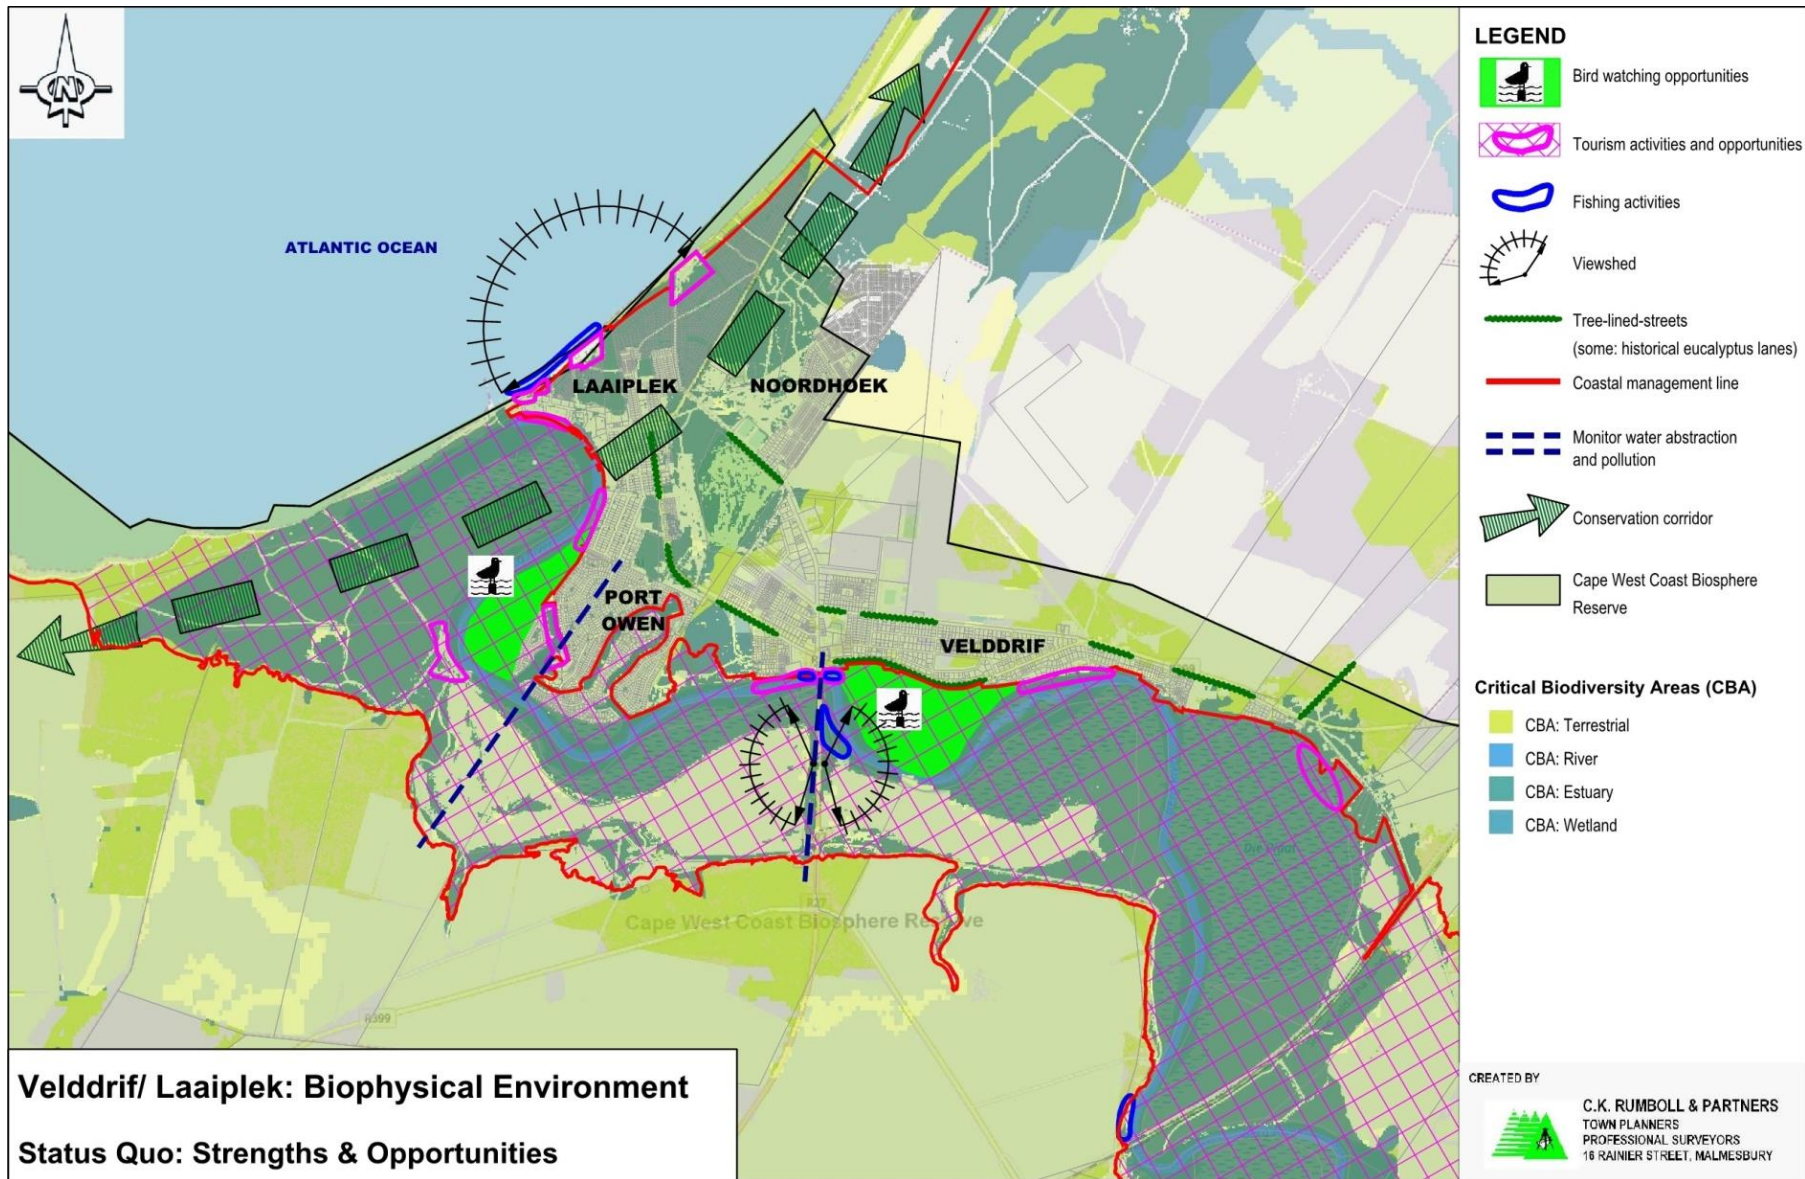 N
ATLANTIC OCEAN
LAAIPLEK
NOORDHOEK
PORT
OWEN
VELDDRIF
Die Plaat
R27
Cape West Coast Biosphere Reserve
R399
Velddrif/ Laaiplek: Biophysical Environment
Status Quo: Strengths & Opportunities
LEGEND
Bird watching opportunities
Tourism activities and opportunities
Fishing activities
Viewshed
Tree-lined-streets
(some: historical eucalyptus lanes)
Coastal management line
Monitor water abstraction
and pollution
Conservation corridor
Cape West Coast Biosphere
Reserve
Critical Biodiversity Areas (CBA)
CBA: Terrestrial
CBA: River
CBA: Estuary
CBA: Wetland
CREATED BY
C.K. RUMBOLL & PARTNERS
TOWN PLANNERS
PROFESSIONAL SURVEYORS
16 RAINIER STREET, MALMESBURY